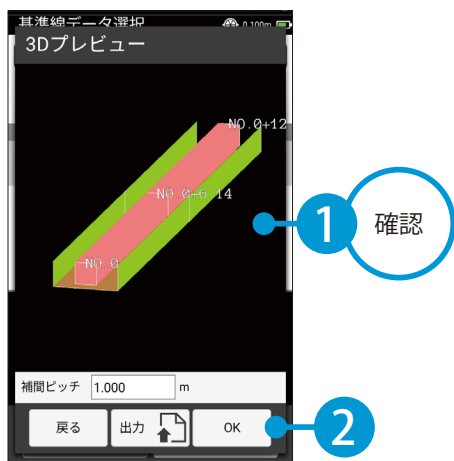 基準線データ選択 0.100m
3Dプレビュー
NO.0+12
NO.0+6.14
NO.0
1 確認
補間ピッチ 1.000 m
戻る 出力 OK 2